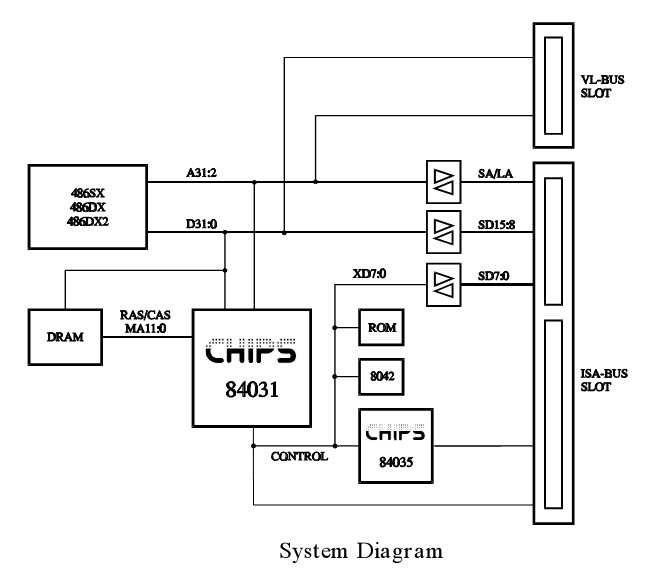 VL-BUS
SLOT
A31:2
SA/LA
486SX
486DX
486DX2
D31:0
SD15:8
XD7:0
SD7:0
RAS/CAS
MA11:0
DRAM
ROM
CHIPS
84031
8042
ISA-BUS
SLOT
CHIPS
84035
CONTROL
System Diagram